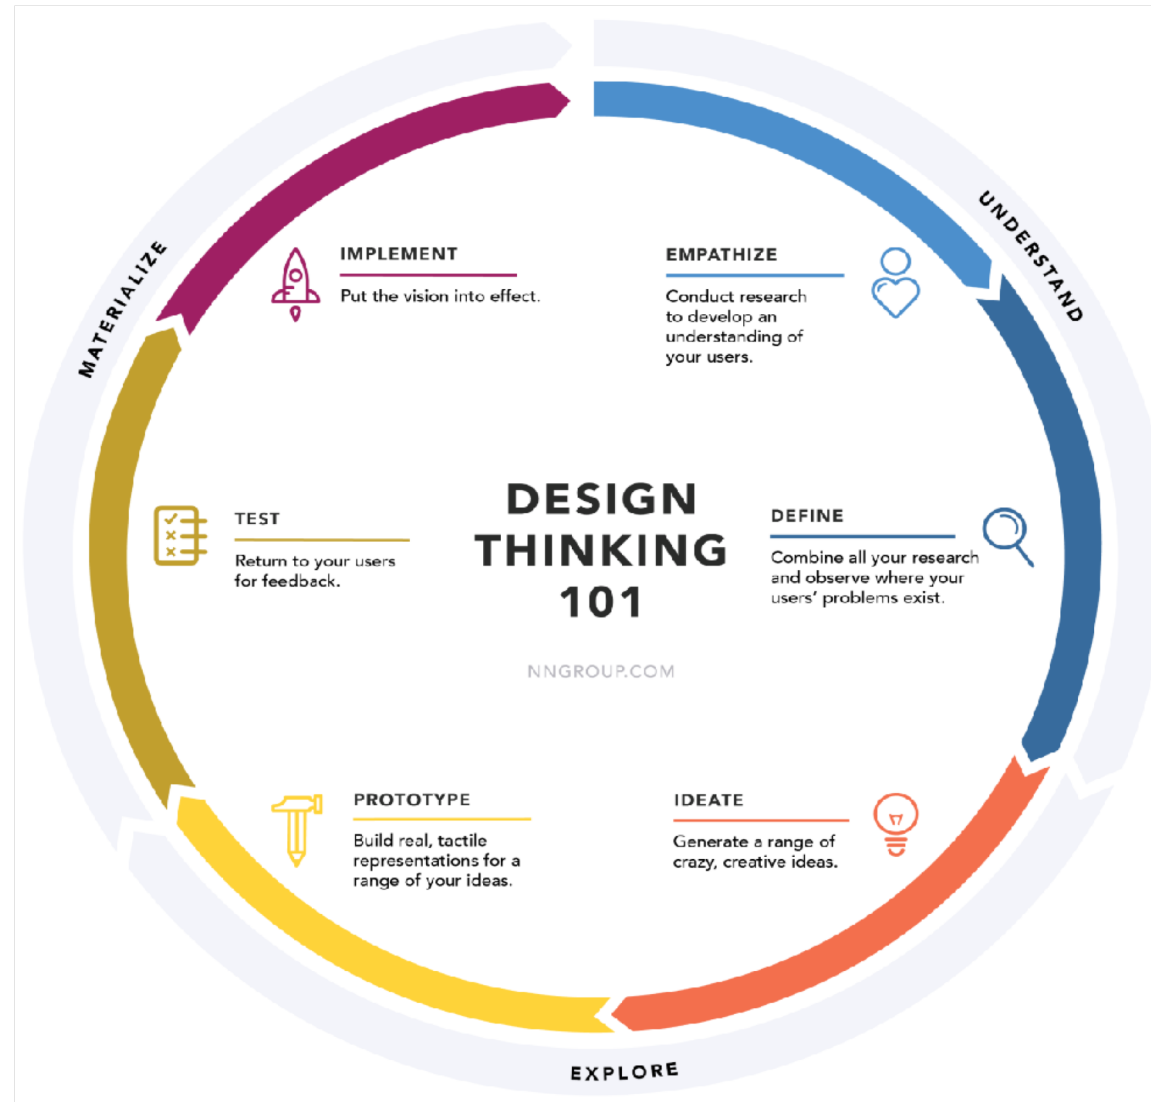 DESIGN
THINKING
101
NNGROUP.COM
UNDERSTAND
EMPATHIZE
Conduct research
to develop an
understanding of
your users.
DEFINE
Combine all your research
and observe where your
users’ problems exist.
EXPLORE
IDEATE
Generate a range of
crazy, creative ideas.
PROTOTYPE
Build real, tactile
representations for a
range of your ideas.
MATERIALIZE
TEST
Return to your users
for feedback.
IMPLEMENT
Put the vision into effect.